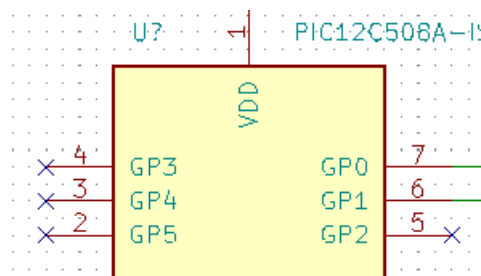 U? 1 PIC12C508A-I
VDD
4 GP3 GP0 7
3 GP4 GP1 6
2 GP5 GP2 5